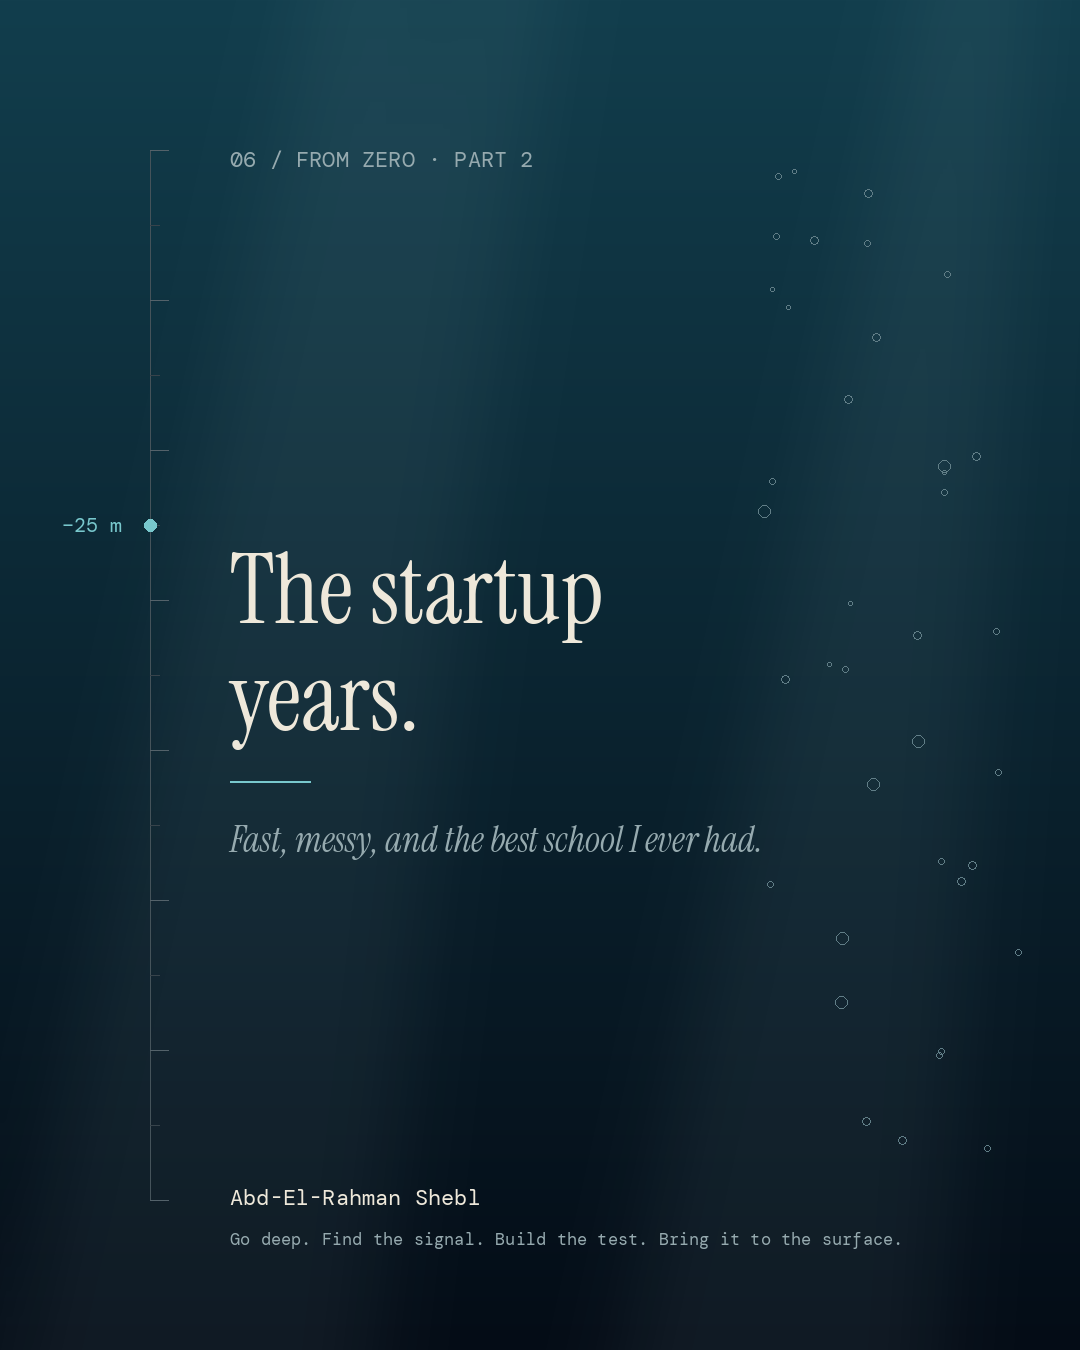 06 / FROM ZERO · PART 2
−25 m
The startup
years.
Fast, messy, and the best school I ever had.
Abd-El-Rahman Shebl
Go deep. Find the signal. Build the test. Bring it to the surface.